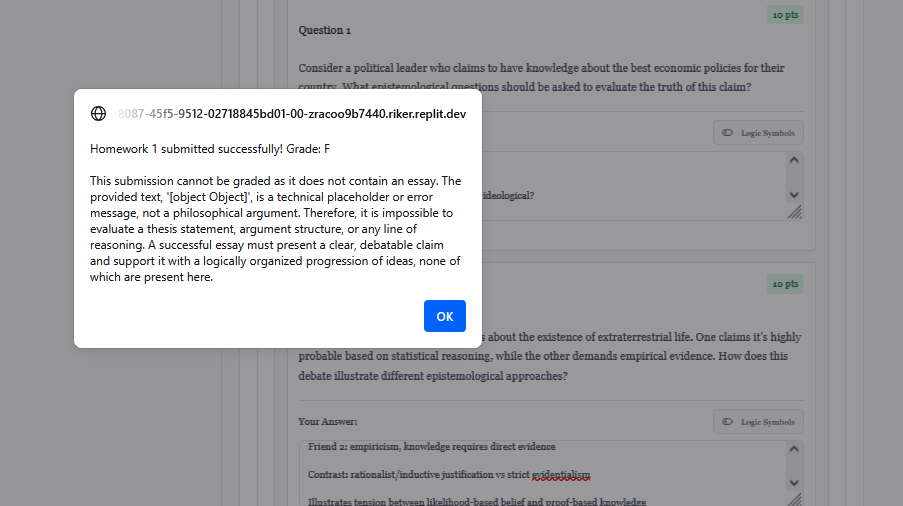 10 pts
Question 1
Consider a political leader who claims to have knowledge about the best economic policies for their
country. What epistemological questions should be asked to evaluate the truth of this claim?
-8087-45f5-9512-02718845bd01-00-zracoo9b7440.riker.replit.dev
Logic Symbols
Homework 1 submitted successfully! Grade: F
This submission cannot be graded as it does not contain an essay. The
provided text, '[object Object]', is a technical placeholder or error
message, not a philosophical argument. Therefore, it is impossible to
evaluate a thesis statement, argument structure, or any line of
reasoning. A successful essay must present a clear, debatable claim
and support it with a logically organized progression of ideas, none of
which are present here.
OK
ideological?
10 pts
about the existence of extraterrestrial life. One claims it's highly
probable based on statistical reasoning, while the other demands empirical evidence. How does this
debate illustrate different epistemological approaches?
Your Answer:
Logic Symbols
Friend 2: empiricism, knowledge requires direct evidence
Contrast: rationalist/inductive justification vs strict evidentialism
Illustrates tension between likelihood-based belief and proof-based knowledge